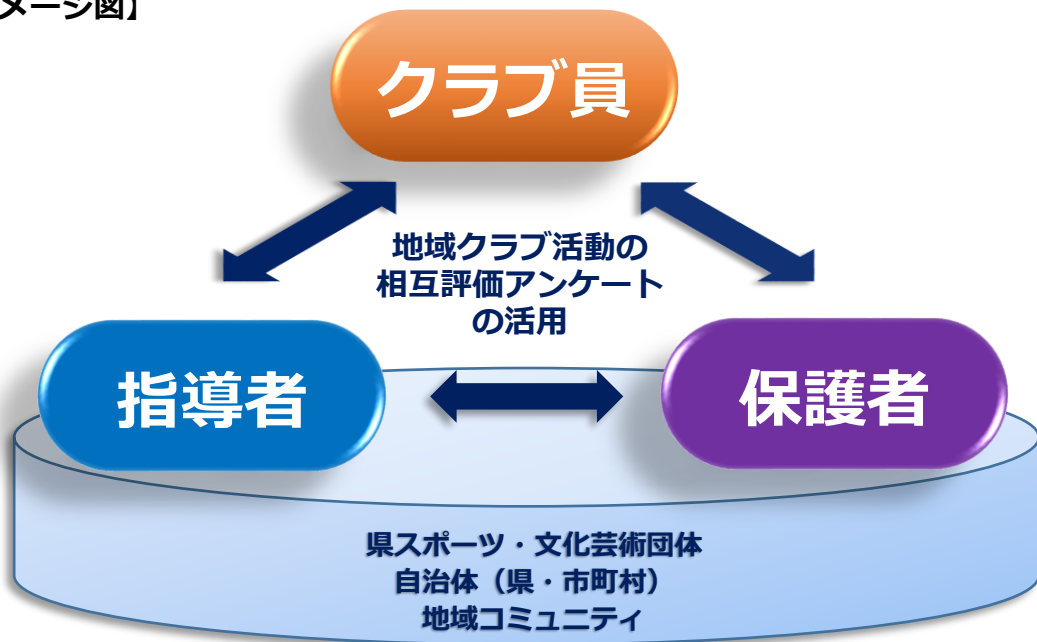 メージ図】
クラブ員
地域クラブ活動の
相互評価アンケート
の活用
指導者
保護者
県スポーツ・文化芸術団体
自治体（県・市町村）
地域コミュニティ